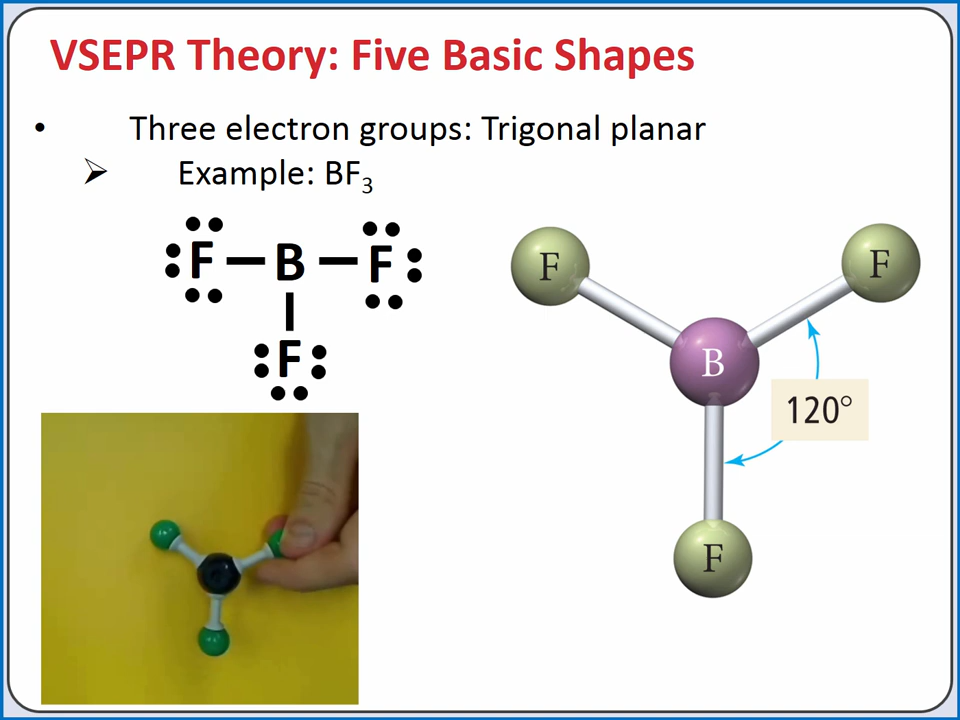 VSEPR Theory: Five Basic Shapes
• Three electron groups: Trigonal planar
➢ Example: BF₃
F – B – F
|
F
F
F
B
120°
F